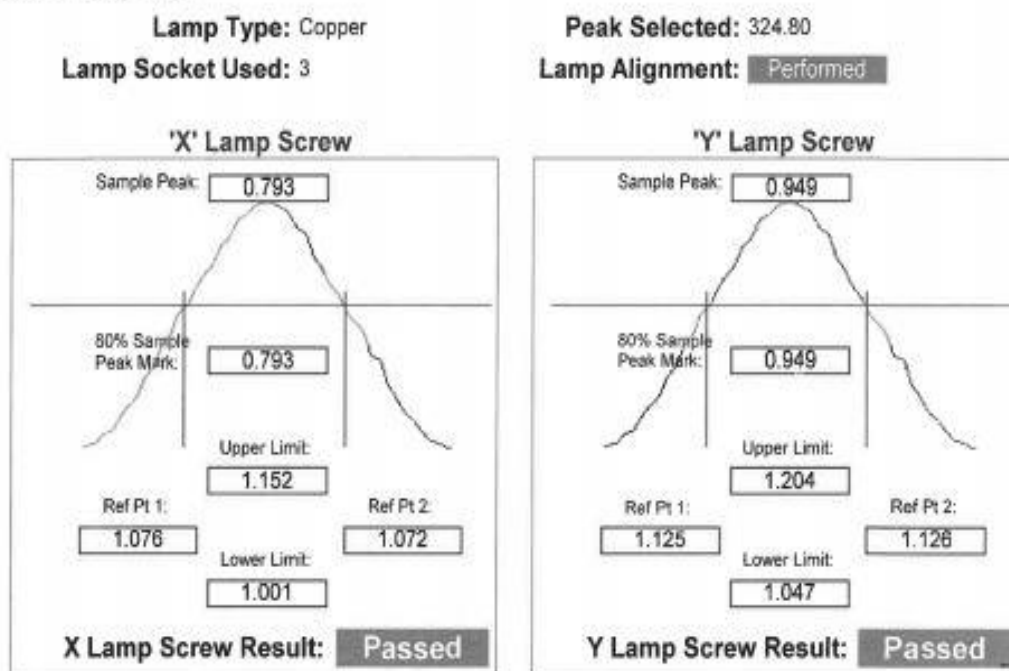 Lamp Type: Copper
Peak Selected: 324.80
Lamp Socket Used: 3
Lamp Alignment: Performed
'X' Lamp Screw
Sample Peak: 0.793
80% Sample
Peak Mark: 0.793
Upper Limit:
1.152
Ref Pt 1:
Ref Pt 2:
1.076
1.072
Lower Limit:
1.001
X Lamp Screw Result: Passed
'Y' Lamp Screw
Sample Peak: 0.949
80% Sample
Peak Mark: 0.949
Upper Limit:
1.204
Ref Pt 1:
Ref Pt 2:
1.125
1.126
Lower Limit:
1.047
Y Lamp Screw Result: Passed